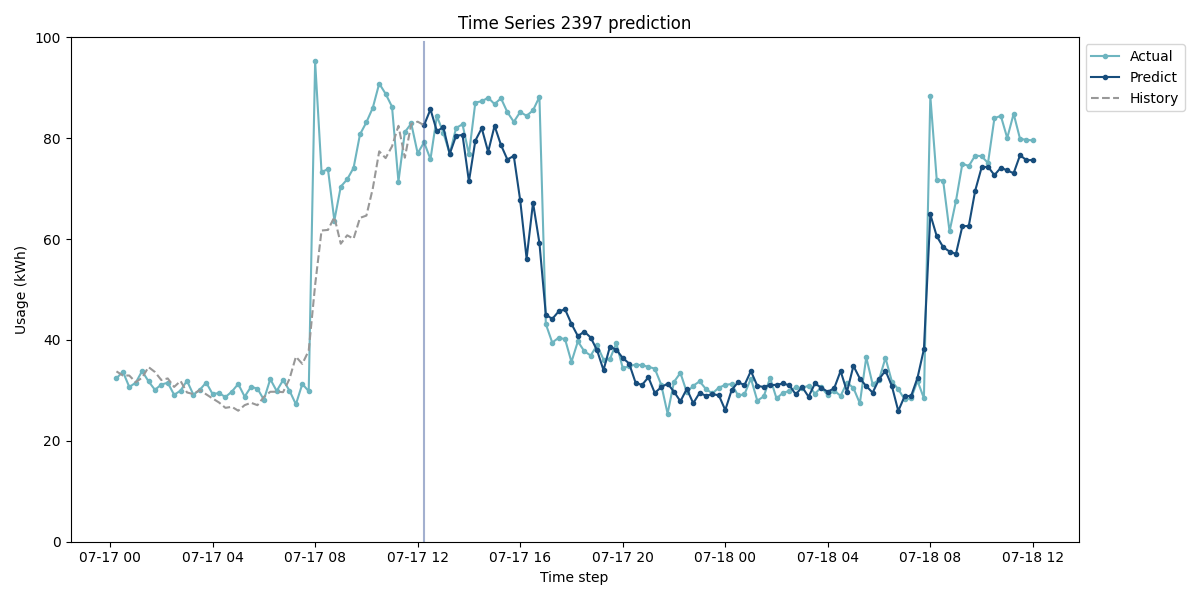 Time Series 2397 prediction
100
80
60
40
20
0
Usage (kWh)
07-17 00
07-17 04
07-17 08
07-17 12
07-17 16
07-17 20
07-18 00
07-18 04
07-18 08
07-18 12
Time step
Actual
Predict
History